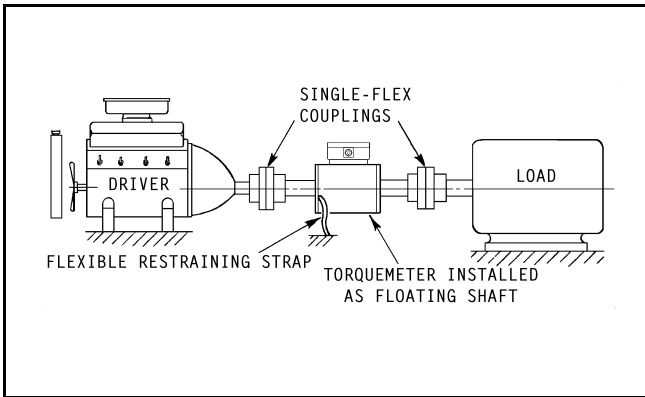 SINGLE-FLEX
COUPLINGS
DRIVER
LOAD
FLEXIBLE RESTRAINING STRAP
TORQUEMETER INSTALLED
AS FLOATING SHAFT